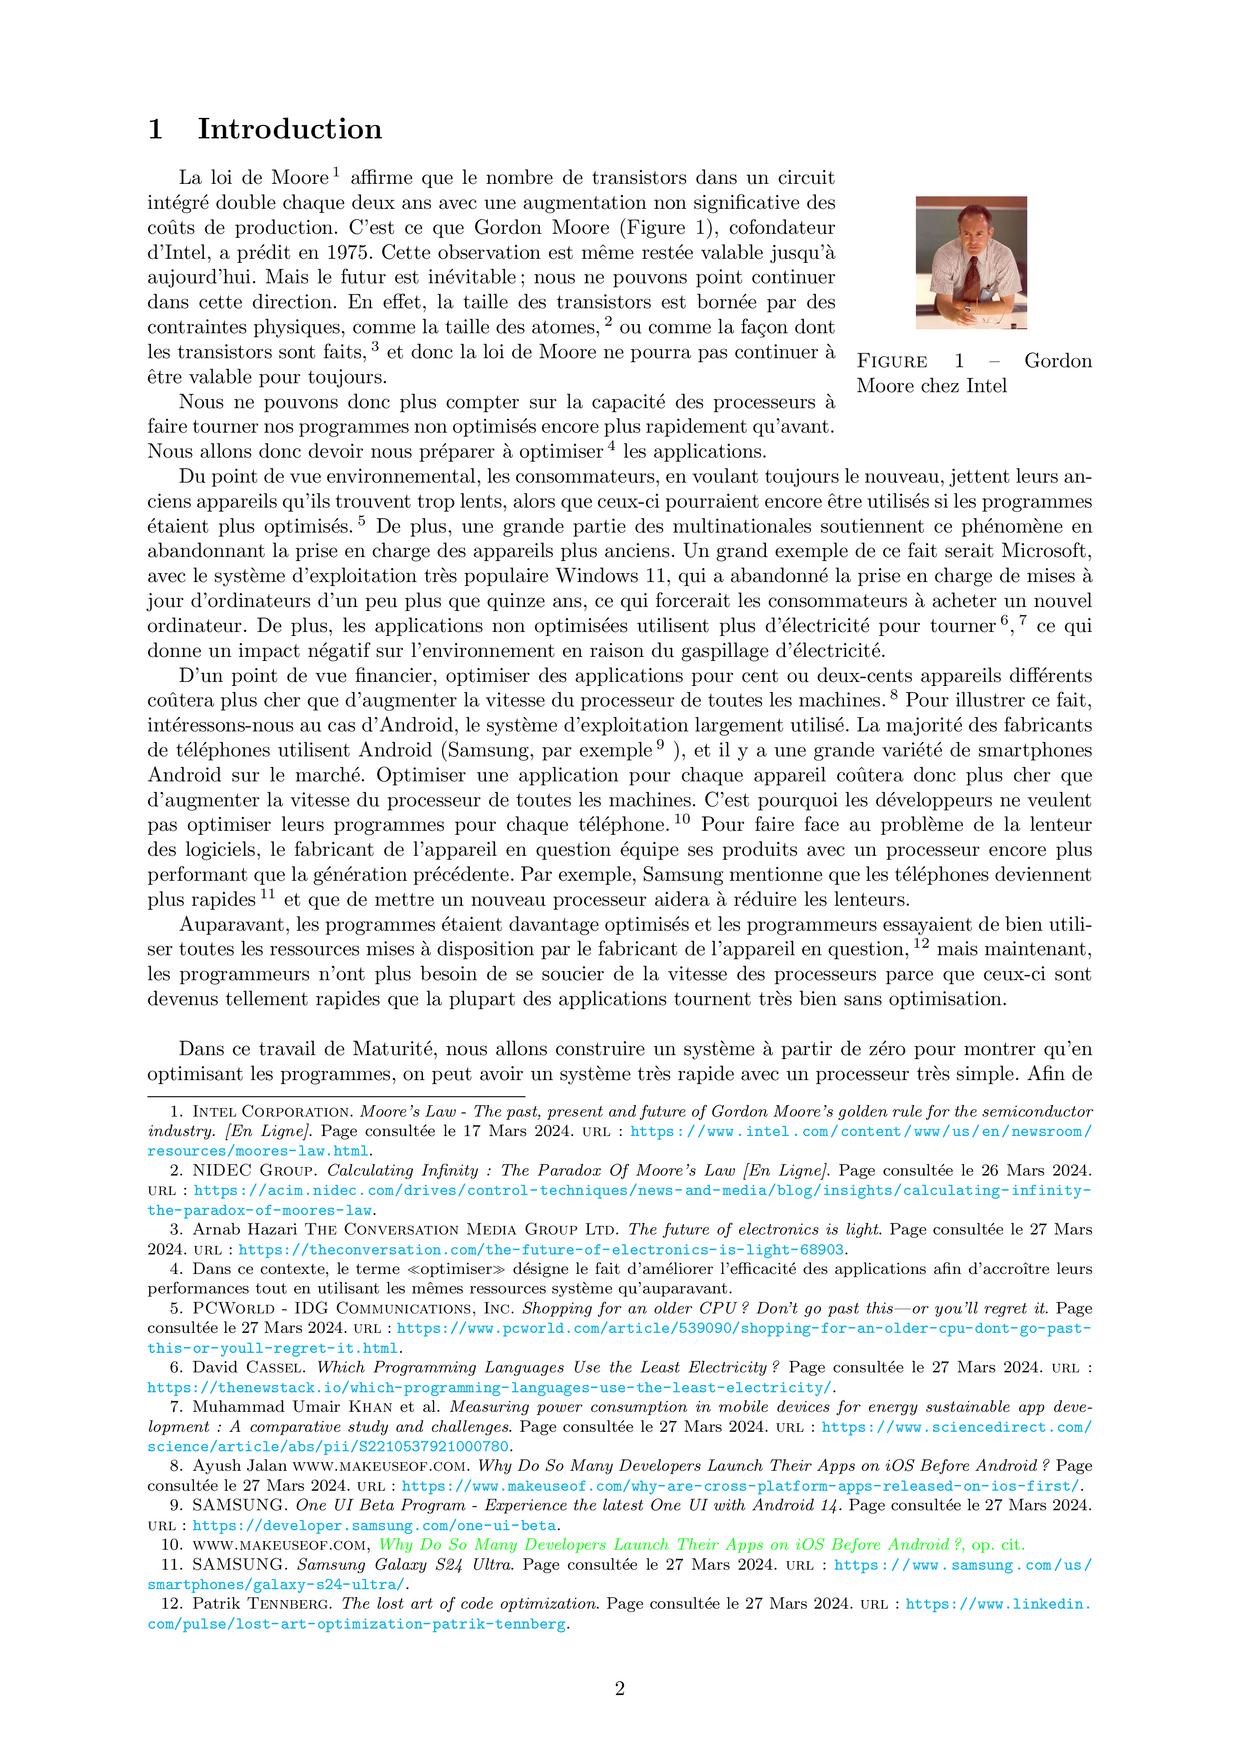 1 Introduction
La loi de Moore 1 affirme que le nombre de transistors dans un circuit
intégré double chaque deux ans avec une augmentation non significative des
coûts de production. C'est ce que Gordon Moore (Figure 1), cofondateur
d'Intel, a prédit en 1975. Cette observation est même restée valable jusqu'à
aujourd'hui. Mais le futur est inévitable ; nous ne pouvons point continuer
dans cette direction. En effet, la taille des transistors est bornée par des
contraintes physiques, comme la taille des atomes, 2 ou comme la façon dont
les transistors sont faits, 3 et donc la loi de Moore ne pourra pas continuer à
être valable pour toujours.
FIGURE 1 – Gordon
Moore chez Intel
Nous ne pouvons donc plus compter sur la capacité des processeurs à
faire tourner nos programmes non optimisés encore plus rapidement qu'avant.
Nous allons donc devoir nous préparer à optimiser 4 les applications.
Du point de vue environnemental, les consommateurs, en voulant toujours le nouveau, jettent leurs an-
ciens appareils qu'ils trouvent trop lents, alors que ceux-ci pourraient encore être utilisés si les programmes
étaient plus optimisés. 5 De plus, une grande partie des multinationales soutiennent ce phénomène en
abandonnant la prise en charge des appareils plus anciens. Un grand exemple de ce fait serait Microsoft,
avec le système d'exploitation très populaire Windows 11, qui a abandonné la prise en charge de mises à
jour d'ordinateurs d'un peu plus que quinze ans, ce qui forcerait les consommateurs à acheter un nouvel
ordinateur. De plus, les applications non optimisées utilisent plus d'électricité pour tourner 6, 7 ce qui
donne un impact négatif sur l'environnement en raison du gaspillage d'électricité.
D'un point de vue financier, optimiser des applications pour cent ou deux-cents appareils différents
coûtera plus cher que d'augmenter la vitesse du processeur de toutes les machines. 8 Pour illustrer ce fait,
intéressons-nous au cas d'Android, le système d'exploitation largement utilisé. La majorité des fabricants
de téléphones utilisent Android (Samsung, par exemple 9 ), et il y a une grande variété de smartphones
Android sur le marché. Optimiser une application pour chaque appareil coûtera donc plus cher que
d'augmenter la vitesse du processeur de toutes les machines. C'est pourquoi les développeurs ne veulent
pas optimiser leurs programmes pour chaque téléphone. 10 Pour faire face au problème de la lenteur
des logiciels, le fabricant de l'appareil en question équipe ses produits avec un processeur encore plus
performant que la génération précédente. Par exemple, Samsung mentionne que les téléphones deviennent
plus rapides 11 et que de mettre un nouveau processeur aidera à réduire les lenteurs.
Auparavant, les programmes étaient davantage optimisés et les programmeurs essayaient de bien utili-
ser toutes les ressources mises à disposition par le fabricant de l'appareil en question, 12 mais maintenant,
les programmeurs n'ont plus besoin de se soucier de la vitesse des processeurs parce que ceux-ci sont
devenus tellement rapides que la plupart des applications tournent très bien sans optimisation.
Dans ce travail de Maturité, nous allons construire un système à partir de zéro pour montrer qu'en
optimisant les programmes, on peut avoir un système très rapide avec un processeur très simple. Afin de
1. INTEL CORPORATION. Moore's Law - The past, present and future of Gordon Moore's golden rule for the semiconductor
industry. [En Ligne]. Page consultée le 17 Mars 2024. URL : https://www.intel.com/content/www/us/en/newsroom/
resources/moores-law.html.
2. NIDEC GROUP. Calculating Infinity : The Paradox Of Moore's Law [En Ligne]. Page consultée le 26 Mars 2024.
URL : https://acim.nidec.com/drives/control-techniques/news-and-media/blog/insights/calculating-infinity-
the-paradox-of-moores-law.
3. Arnab Hazari THE CONVERSATION MEDIA GROUP LTD. The future of electronics is light. Page consultée le 27 Mars
2024. URL : https://theconversation.com/the-future-of-electronics-is-light-68903.
4. Dans ce contexte, le terme ≪optimiser≫ désigne le fait d'améliorer l'efficacité des applications afin d'accroître leurs
performances tout en utilisant les mêmes ressources système qu'auparavant.
5. PCWORLD - IDG COMMUNICATIONS, INC. Shopping for an older CPU ? Don't go past this—or you'll regret it. Page
consultée le 27 Mars 2024. URL : https://www.pcworld.com/article/539090/shopping-for-an-older-cpu-dont-go-past-
this-or-youll-regret-it.html.
6. David CASSEL. Which Programming Languages Use the Least Electricity ? Page consultée le 27 Mars 2024. URL :
https://thenewstack.io/which-programming-languages-use-the-least-electricity/.
7. Muhammad Umair KHAN et al. Measuring power consumption in mobile devices for energy sustainable app deve-
lopment : A comparative study and challenges. Page consultée le 27 Mars 2024. URL : https://www.sciencedirect.com/
science/article/abs/pii/S2210537921000780.
8. Ayush Jalan WWW.MAKEUSEOF.COM. Why Do So Many Developers Launch Their Apps on iOS Before Android ? Page
consultée le 27 Mars 2024. URL : https://www.makeuseof.com/why-are-cross-platform-apps-released-on-ios-first/.
9. SAMSUNG. One UI Beta Program - Experience the latest One UI with Android 14. Page consultée le 27 Mars 2024.
URL : https://developer.samsung.com/one-ui-beta.
10. WWW.MAKEUSEOF.COM, Why Do So Many Developers Launch Their Apps on iOS Before Android ?, op. cit.
11. SAMSUNG. Samsung Galaxy S24 Ultra. Page consultée le 27 Mars 2024. URL : https://www.samsung.com/us/
smartphones/galaxy-s24-ultra/.
12. Patrik TENNBERG. The lost art of code optimization. Page consultée le 27 Mars 2024. URL : https://www.linkedin.
com/pulse/lost-art-optimization-patrik-tennberg.
2